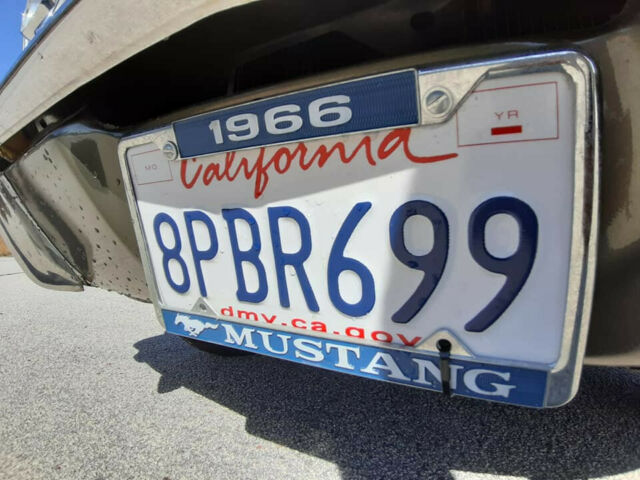 1966
MO
California
YR
8PBR699
dmv.ca.gov
MUSTANG